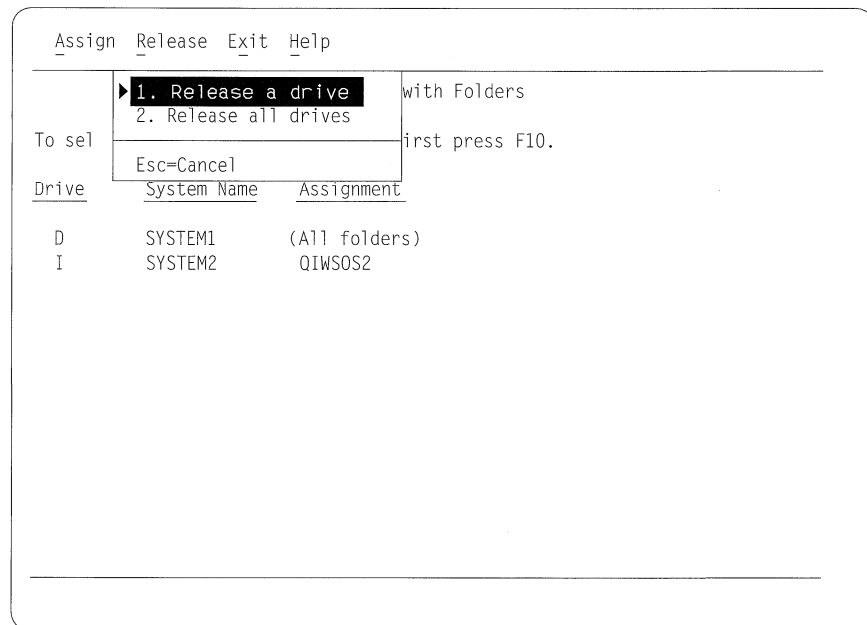 Assign Release Exit Help
1. Release a drive with Folders
2. Release all drives
To sel irst press F10.
Esc=Cancel
Drive System Name Assignment
D SYSTEM1 (All folders)
I SYSTEM2 QIWSOS2